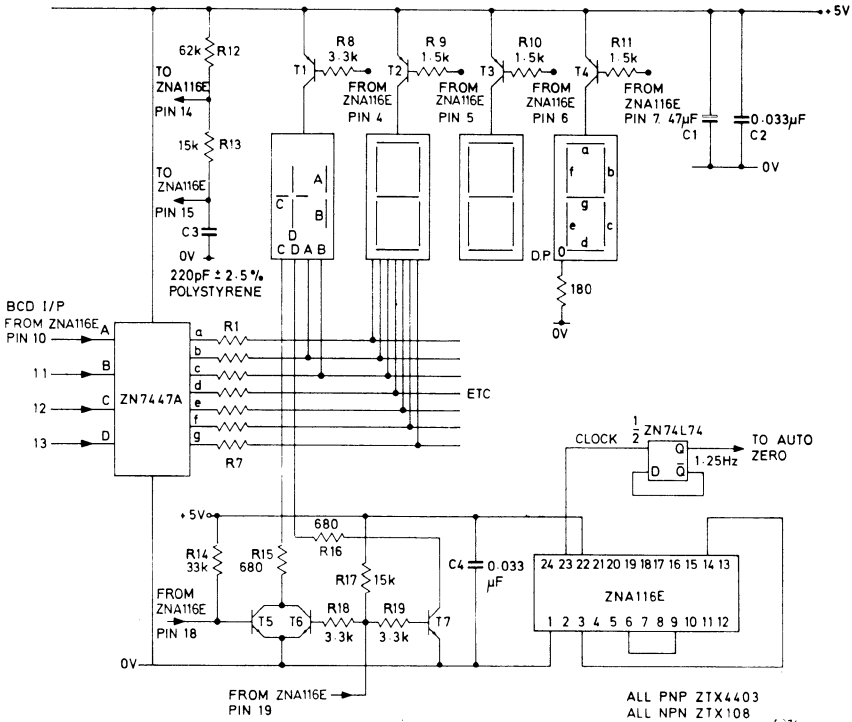 +5V
62k R12
TO
ZNA116E
PIN 14
15k R13
TO
ZNA116E
PIN 15
C3
0V
220pF ± 2.5%
POLYSTYRENE
R8
3.3k
T1
FROM
ZNA116E
PIN 4
R9
1.5k
T2
FROM
ZNA116E
PIN 5
R10
1.5k
T3
FROM
ZNA116E
PIN 6
R11
1.5k
T4
FROM
ZNA116E
PIN 7.
47µF
C1
0.033µF
C2
0V
A
C̅
B
D
C D A B
a
f b
g
e c
d
D.P
180
0V
BCD I/P
FROM ZNA116E
PIN 10
A
11
B
12
C
13
D
ZN7447A
a
R1
b
c
d
e
f
g
R7
ETC
+5V
R14
33k
R15
680
680
R16
R17
15k
C4
0.033
µF
FROM
ZNA116E
PIN 18
T5 T6
R18
3.3k
R19
3.3k
T7
0V
FROM ZNA116E
PIN 19
CLOCK
1/2 ZN74L74
Q
D Q̅
1.25Hz
TO AUTO
ZERO
24 23 22 21 20 19 18 17 16 15 14 13
ZNA116E
1 2 3 4 5 6 7 8 9 10 11 12
ALL PNP ZTX4403
ALL NPN ZTX108